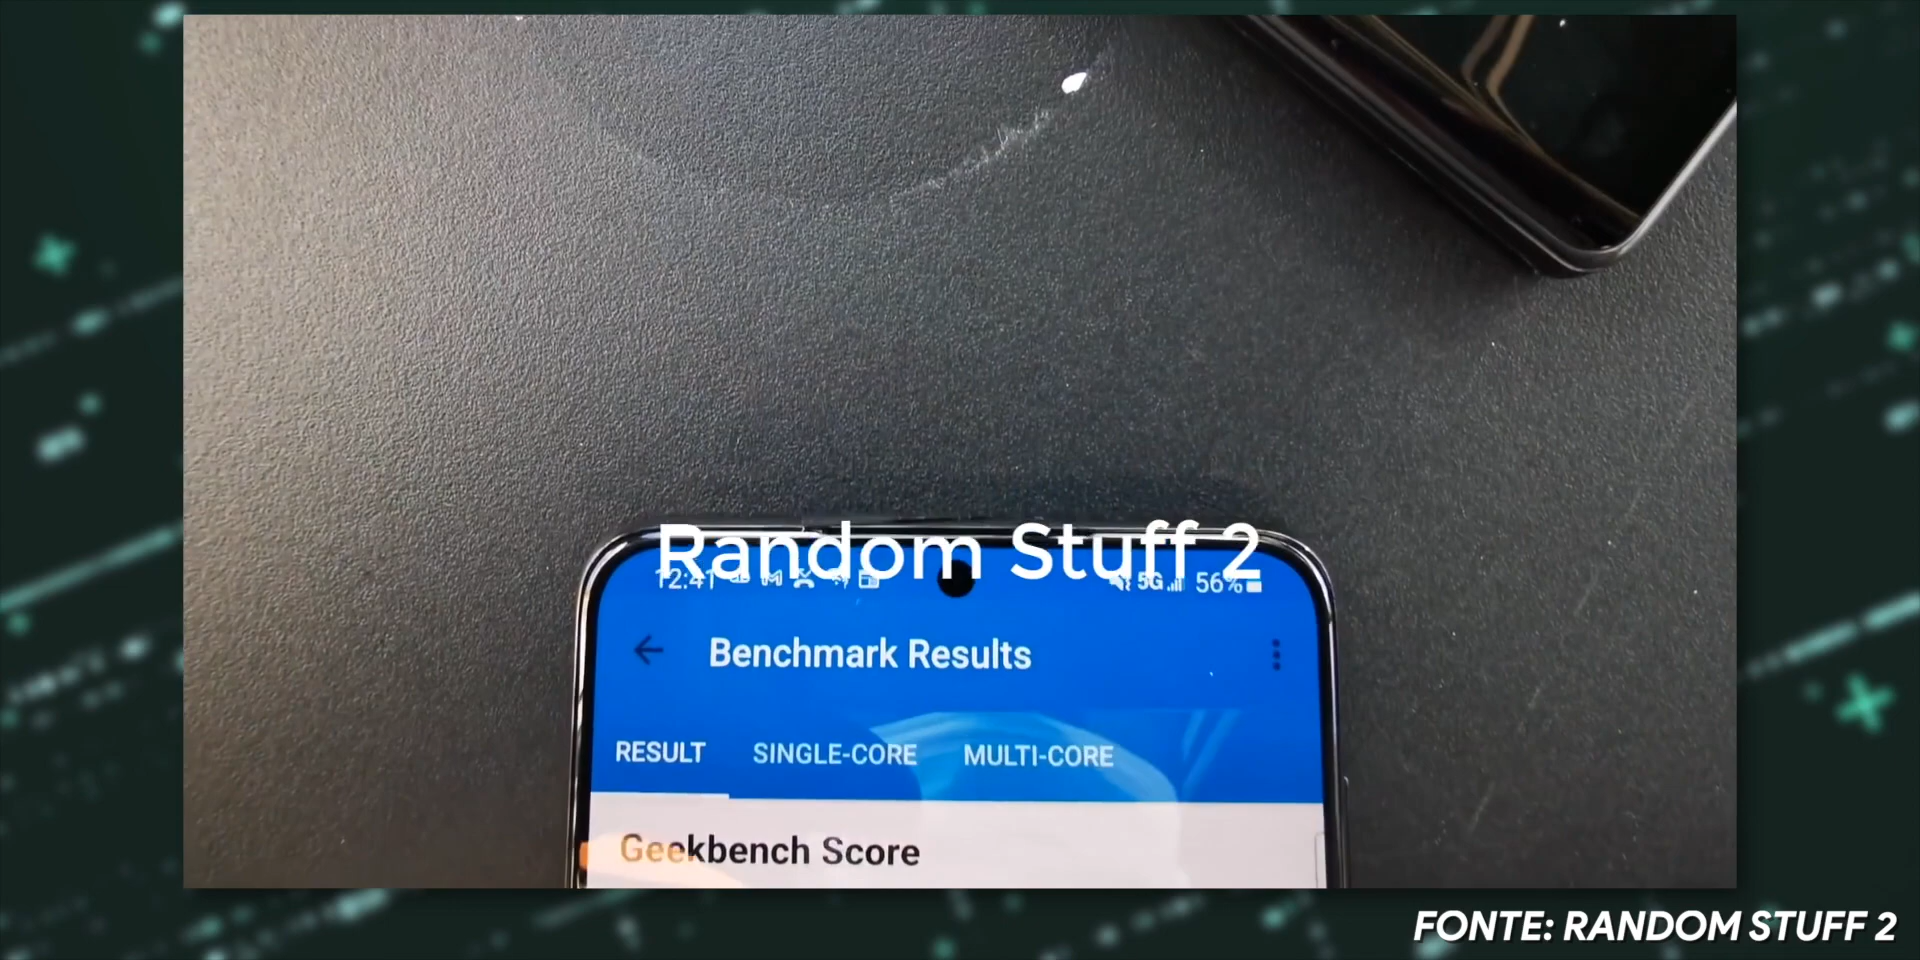 Random Stuff 2
12:41 5G 56%
Benchmark Results
RESULT SINGLE-CORE MULTI-CORE
Geekbench Score
FONTE: RANDOM STUFF 2